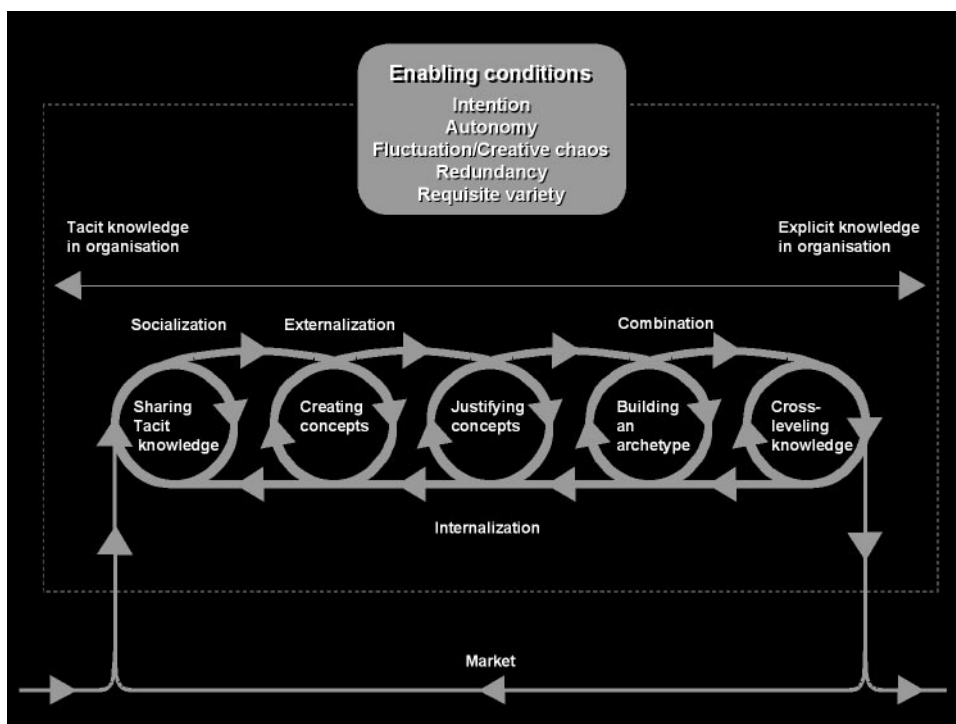 Enabling conditions
Intention
Autonomy
Fluctuation/Creative chaos
Redundancy
Requisite variety
Tacit knowledge
in organisation
Explicit knowledge
in organisation
Socialization
Externalization
Combination
Sharing
Tacit
knowledge
Creating
concepts
Justifying
concepts
Building
an
archetype
Cross-
leveling
knowledge
Internalization
Market